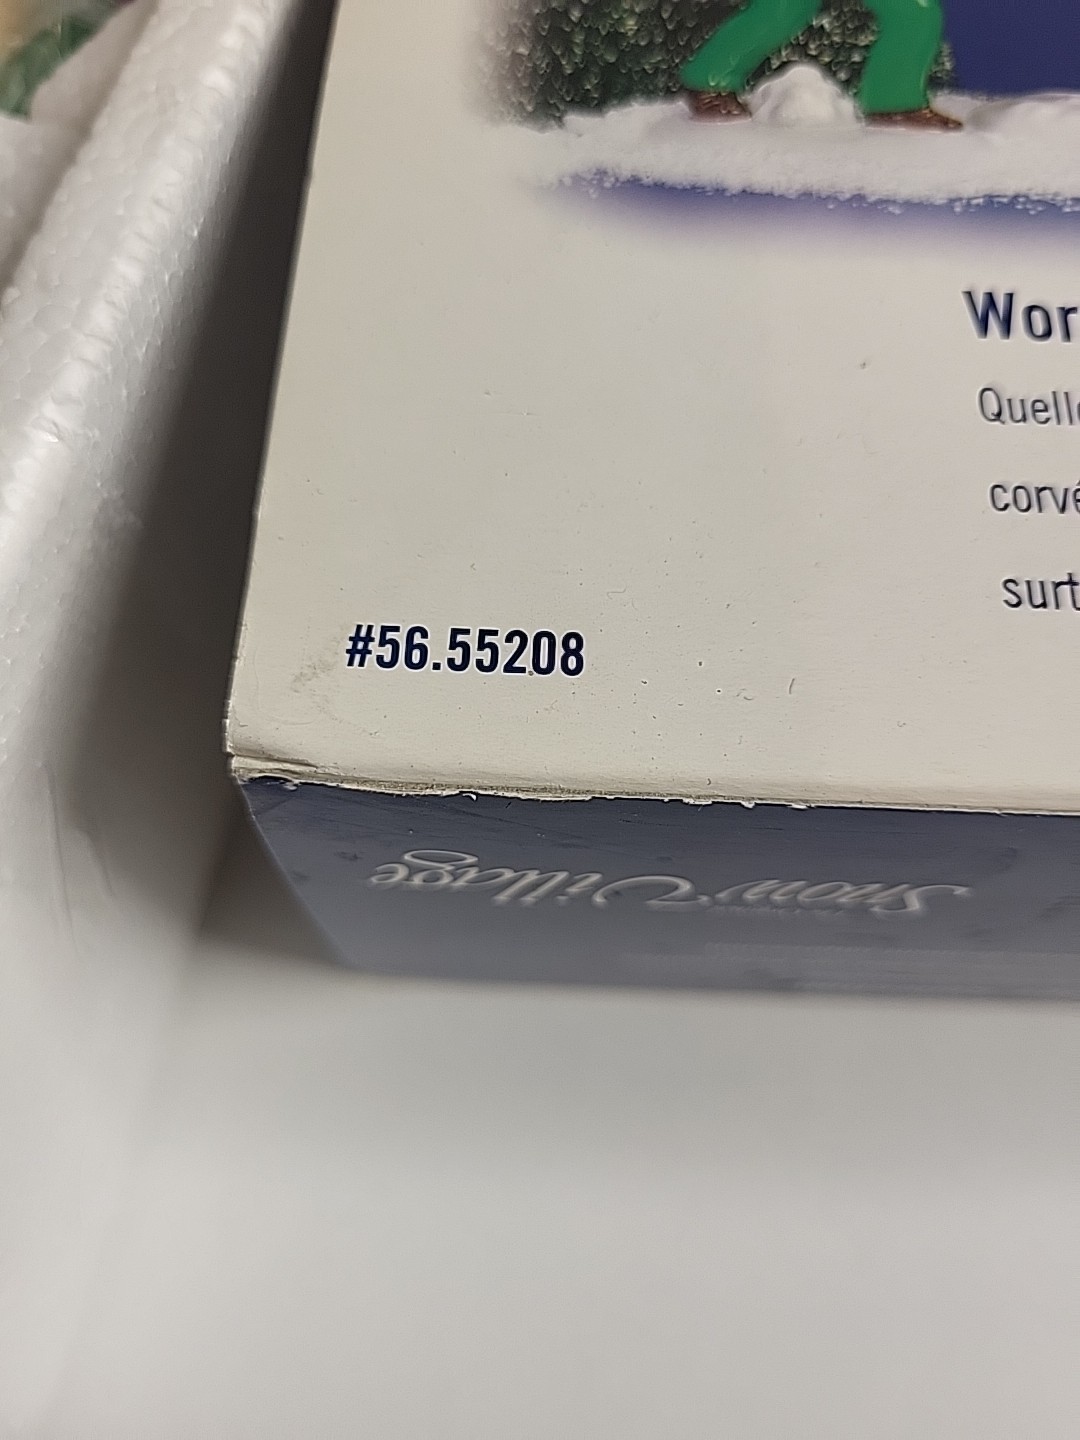 Wor
Quell
corvé
surt
#56.55208
Snow Village